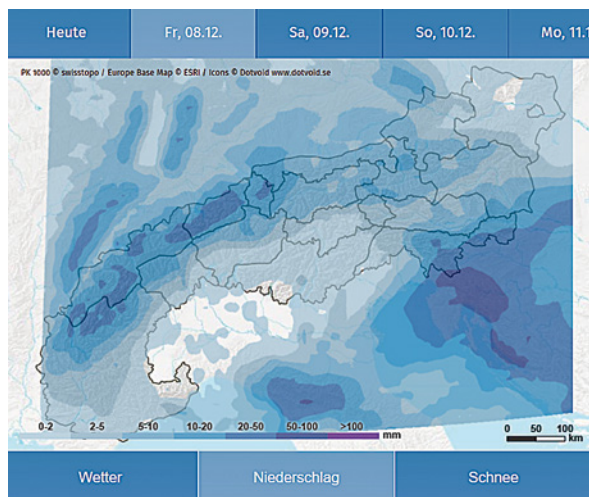 Heute
Fr, 08.12.
Sa, 09.12.
So, 10.12.
Mo, 11.1
PK 1000 © swisstopo / Europe Base Map © ESRI / Icons © Dotvoid www.dotvoid.se
0-2 2-5 5-10 10-20 20-50 50-100 >100
mm
0 50 100
km
Wetter
Niederschlag
Schnee